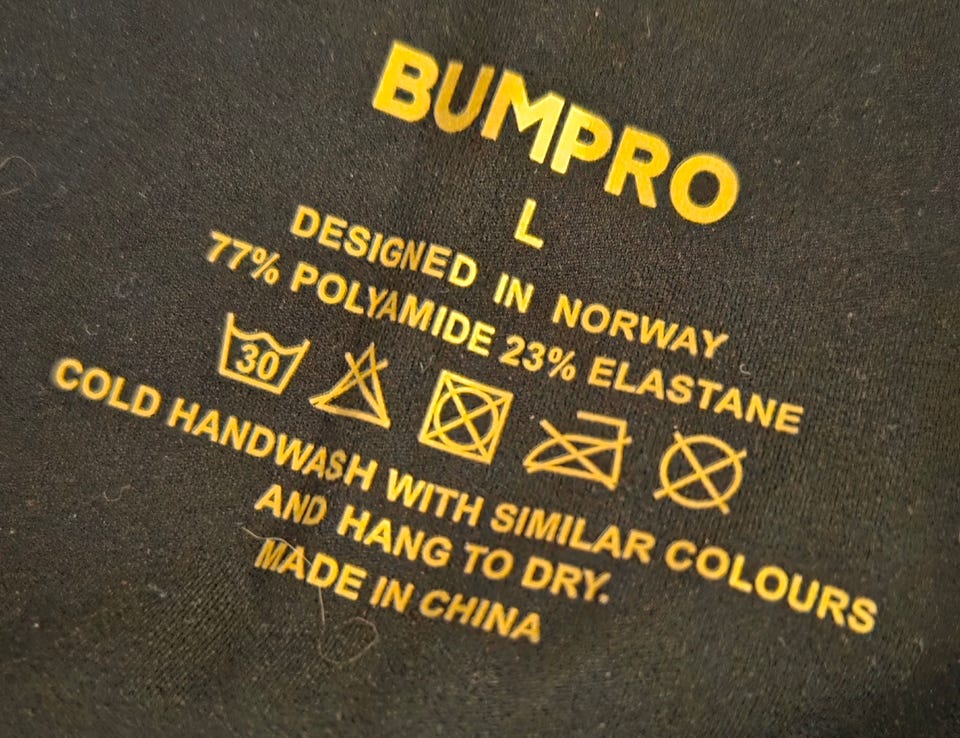 BUMPRO
L
DESIGNED IN NORWAY
77% POLYAMIDE 23% ELASTANE
30
COLD HANDWASH WITH SIMILAR COLOURS
AND HANG TO DRY.
MADE IN CHINA